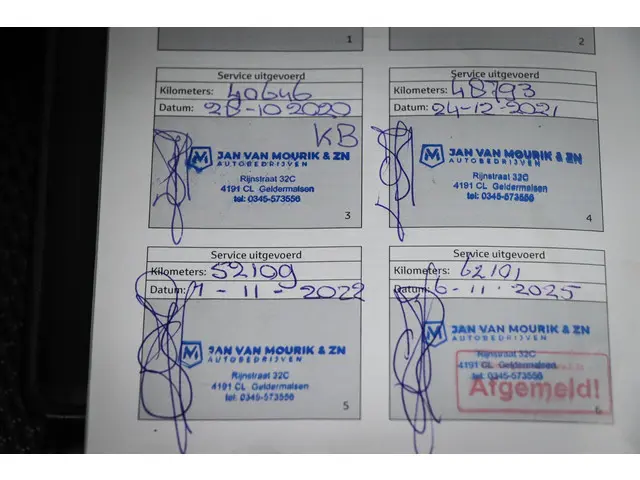 1
2
Service uitgevoerd
Kilometers: 40646
Datum: 28-10-2020
KB
JAN VAN MOURIK & ZN
AUTOBEDRIJVEN
Rijnstraat 32C
4191 CL Geldermalsen
tel: 0345-573556
3
Service uitgevoerd
Kilometers: 48793
Datum: 24-12-2021
JAN VAN MOURIK & ZN
AUTOBEDRIJVEN
Rijnstraat 32C
4191 CL Geldermalsen
tel: 0345-573556
4
Service uitgevoerd
Kilometers: 52109
Datum: 1-11-2022
JAN VAN MOURIK & ZN
AUTOBEDRIJVEN
Rijnstraat 32C
4191 CL Geldermalsen
tel: 0345-573556
5
Service uitgevoerd
Kilometers: 62101
Datum: 6-11-2025
JAN VAN MOURIK & ZN
AUTOBEDRIJVEN
Rijnstraat 32C
4191 CL Geldermalsen
tel: 0345-573556
Afgemeld!
6